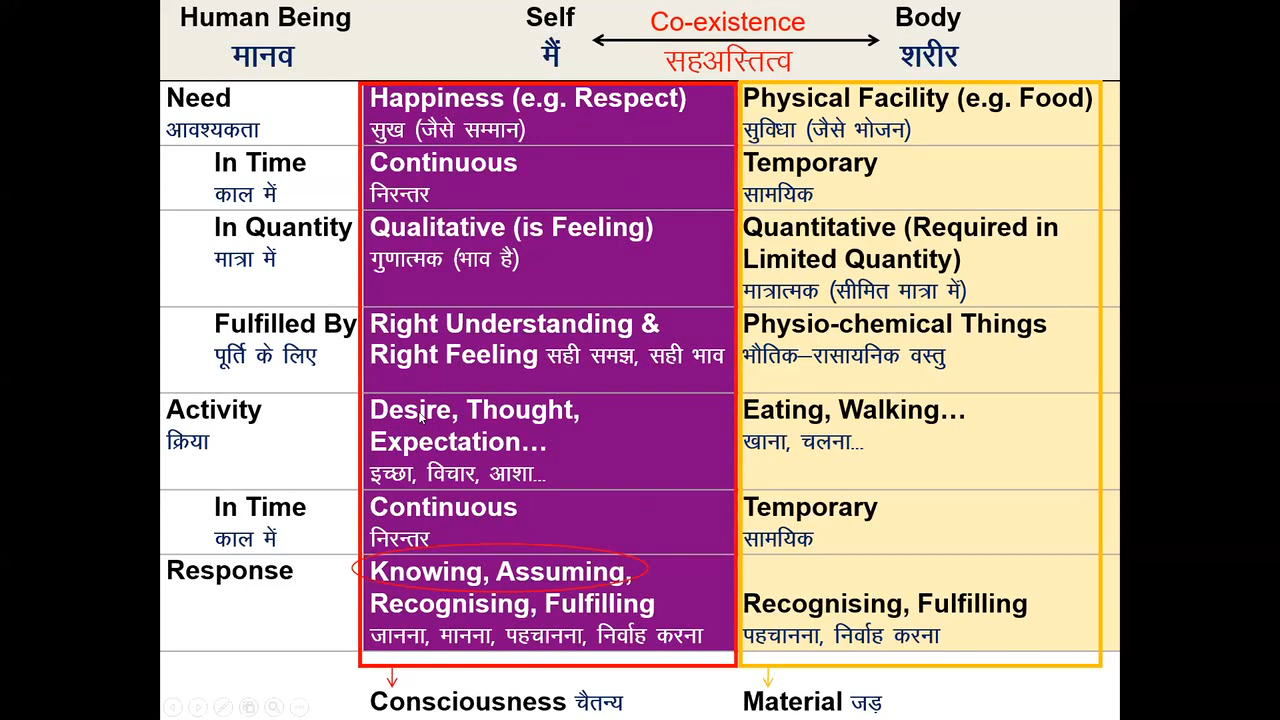 Human Being Self Co-existence Body
मानव मैं सहअस्तित्व शरीर
Need Happiness (e.g. Respect) Physical Facility (e.g. Food)
आवश्यकता सुख (जैसे सम्मान) सुविधा (जैसे भोजन)
In Time Continuous Temporary
काल में निरन्तर सामयिक
In Quantity Qualitative (is Feeling) Quantitative (Required in
Limited Quantity)
मात्रा में गुणात्मक (भाव है) मात्रात्मक (सीमित मात्रा में)
Fulfilled By Right Understanding & Physio-chemical Things
पूर्ति के लिए Right Feeling सही समझ, सही भाव भौतिक–रासायनिक वस्तु
Activity Desire, Thought, Eating, Walking…
क्रिया Expectation… खाना, चलना...
इच्छा, विचार, आशा...
In Time Continuous Temporary
काल में निरन्तर सामयिक
Response Knowing, Assuming,
Recognising, Fulfilling Recognising, Fulfilling
जानना, मानना, पहचानना, निर्वाह करना पहचानना, निर्वाह करना
Consciousness चैतन्य Material जड़